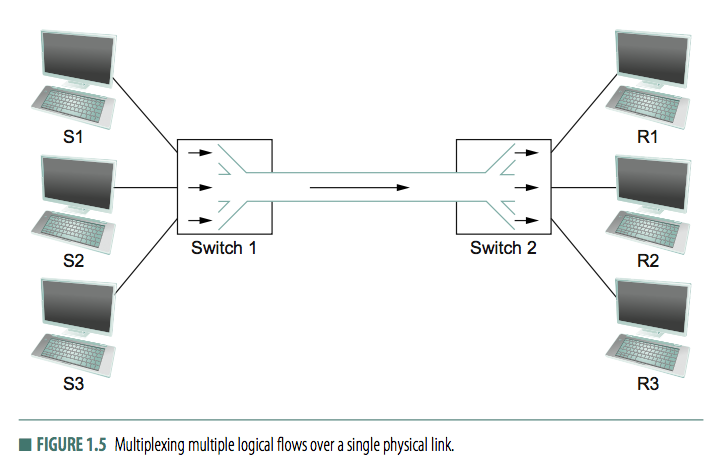 S1
R1
Switch 1
Switch 2
S2
R2
S3
R3
FIGURE 1.5 Multiplexing multiple logical flows over a single physical link.